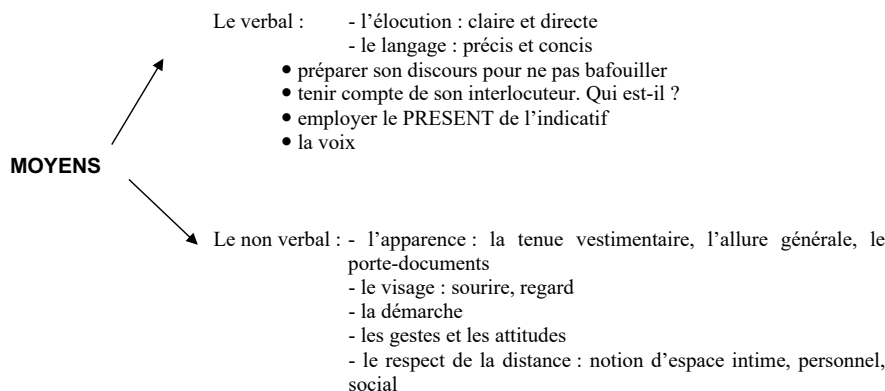 Le verbal : - l'élocution : claire et directe
- le langage : précis et concis
• préparer son discours pour ne pas bafouiller
• tenir compte de son interlocuteur. Qui est-il ?
• employer le PRESENT de l'indicatif
• la voix
MOYENS
Le non verbal : - l'apparence : la tenue vestimentaire, l'allure générale, le
porte-documents
- le visage : sourire, regard
- la démarche
- les gestes et les attitudes
- le respect de la distance : notion d'espace intime, personnel,
social